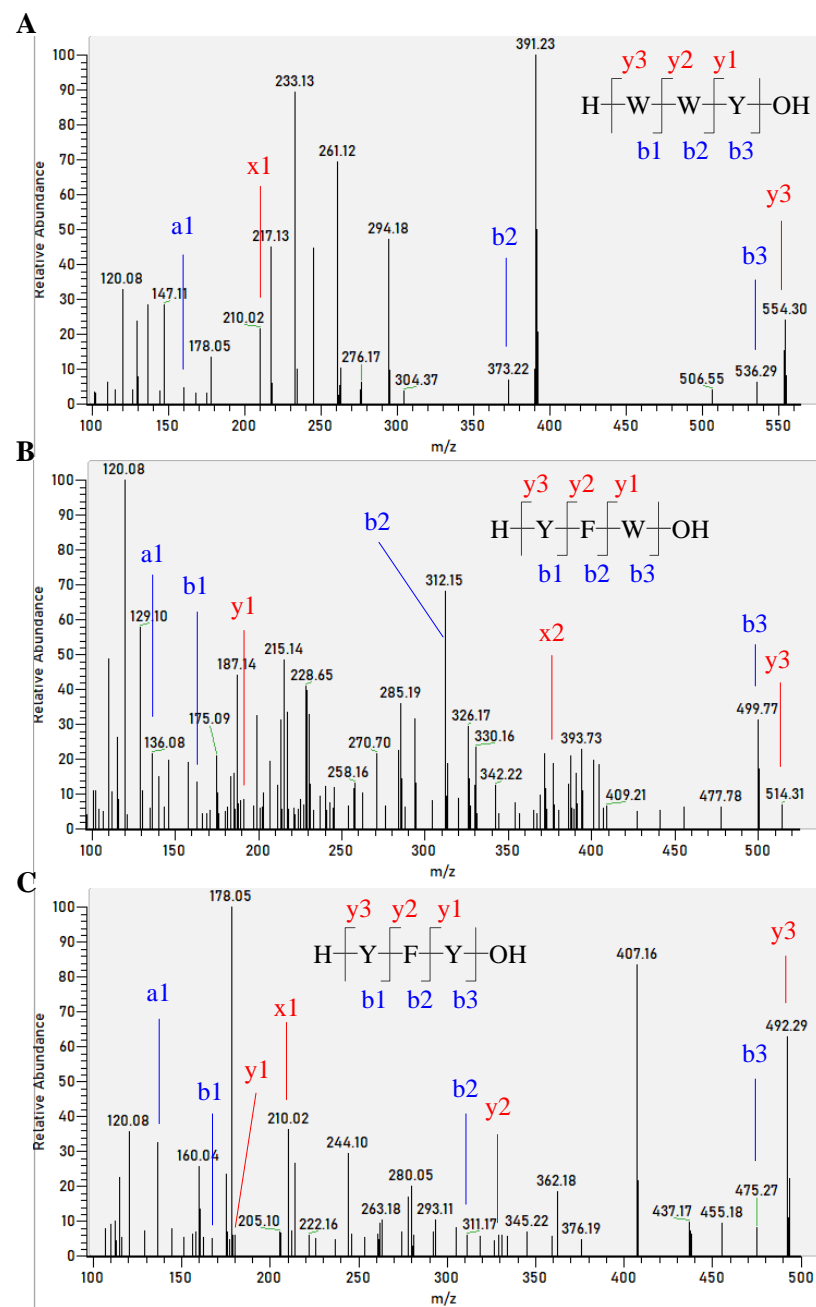 A
391.23
y3 y2 y1
H W W Y OH
b1 b2 b3
233.13
261.12
x1
a1
217.13
294.18
b2
y3
b3
120.08
147.11
210.02
178.05
276.17
304.37
373.22
506.55
536.29
554.30
100
90
80
70
60
50
40
30
20
10
0
Relative Abundance
100 150 200 250 300 350 400 450 500 550
m/z
B
120.08
y3 y2 y1
H Y F W OH
b1 b2 b3
b2
a1
b1
y1
312.15
x2
b3
y3
129.10
187.14
215.14
228.65
175.09
136.08
285.19
326.17
330.16
270.70
258.16
342.22
393.73
409.21
477.78
499.77
514.31
100
90
80
70
60
50
40
30
20
10
0
Relative Abundance
100 150 200 250 300 350 400 450 500
m/z
C
178.05
y3 y2 y1
H Y F Y OH
b1 b2 b3
407.16
y3
492.29
a1
x1
b1
y1
b2
y2
b3
120.08
160.04
210.02
244.10
205.10
222.16
280.05
263.18
293.11
311.17
345.22
362.18
376.19
437.17
455.18
475.27
100
90
80
70
60
50
40
30
20
10
0
Relative Abundance
100 150 200 250 300 350 400 450 500
m/z